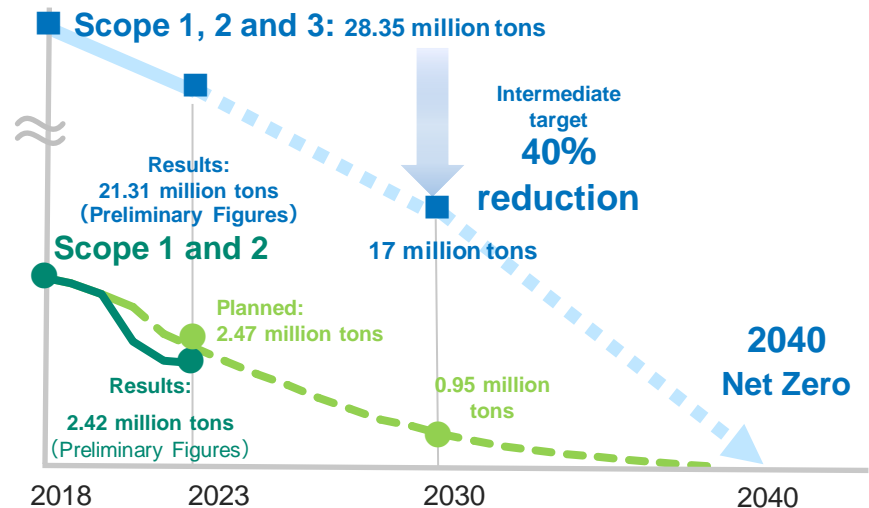 Scope 1, 2 and 3: 28.35 million tons
Intermediate
target
40%
reduction
Results:
21.31 million tons
(Preliminary Figures)
17 million tons
Scope 1 and 2
Planned:
2.47 million tons
Results:
2.42 million tons
(Preliminary Figures)
0.95 million
tons
2040
Net Zero
2018
2023
2030
2040